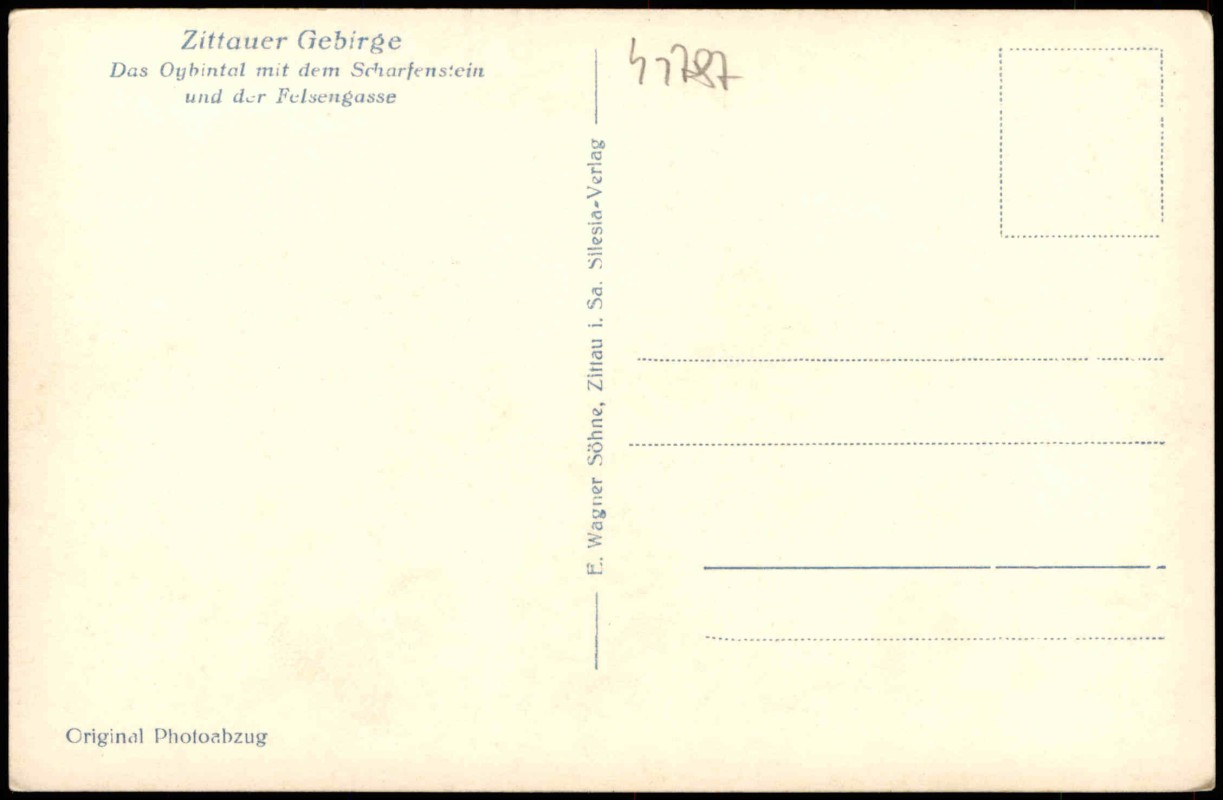 Zittauer Gebirge
Das Oybintal mit dem Scharfenstein
und der Felsengasse
E. Wagner Söhne, Zittau i. Sa. Silesia-Verlag
Original Photoabzug